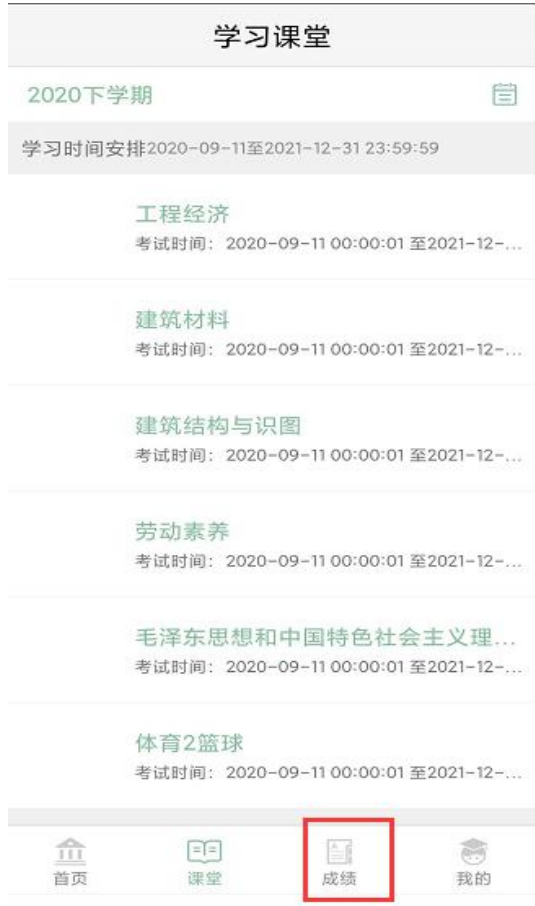 学习课堂
2020下学期
学习时间安排2020-09-11至2021-12-31 23:59:59
工程经济
考试时间：2020-09-11 00:00:01 至2021-12-...
建筑材料
考试时间：2020-09-11 00:00:01 至2021-12-...
建筑结构与识图
考试时间：2020-09-11 00:00:01 至2021-12-...
劳动素养
考试时间：2020-09-11 00:00:01 至2021-12-...
毛泽东思想和中国特色社会主义理...
考试时间：2020-09-11 00:00:01 至2021-12-...
体育2篮球
考试时间：2020-09-11 00:00:01 至2021-12-...
首页 课堂 成绩 我的